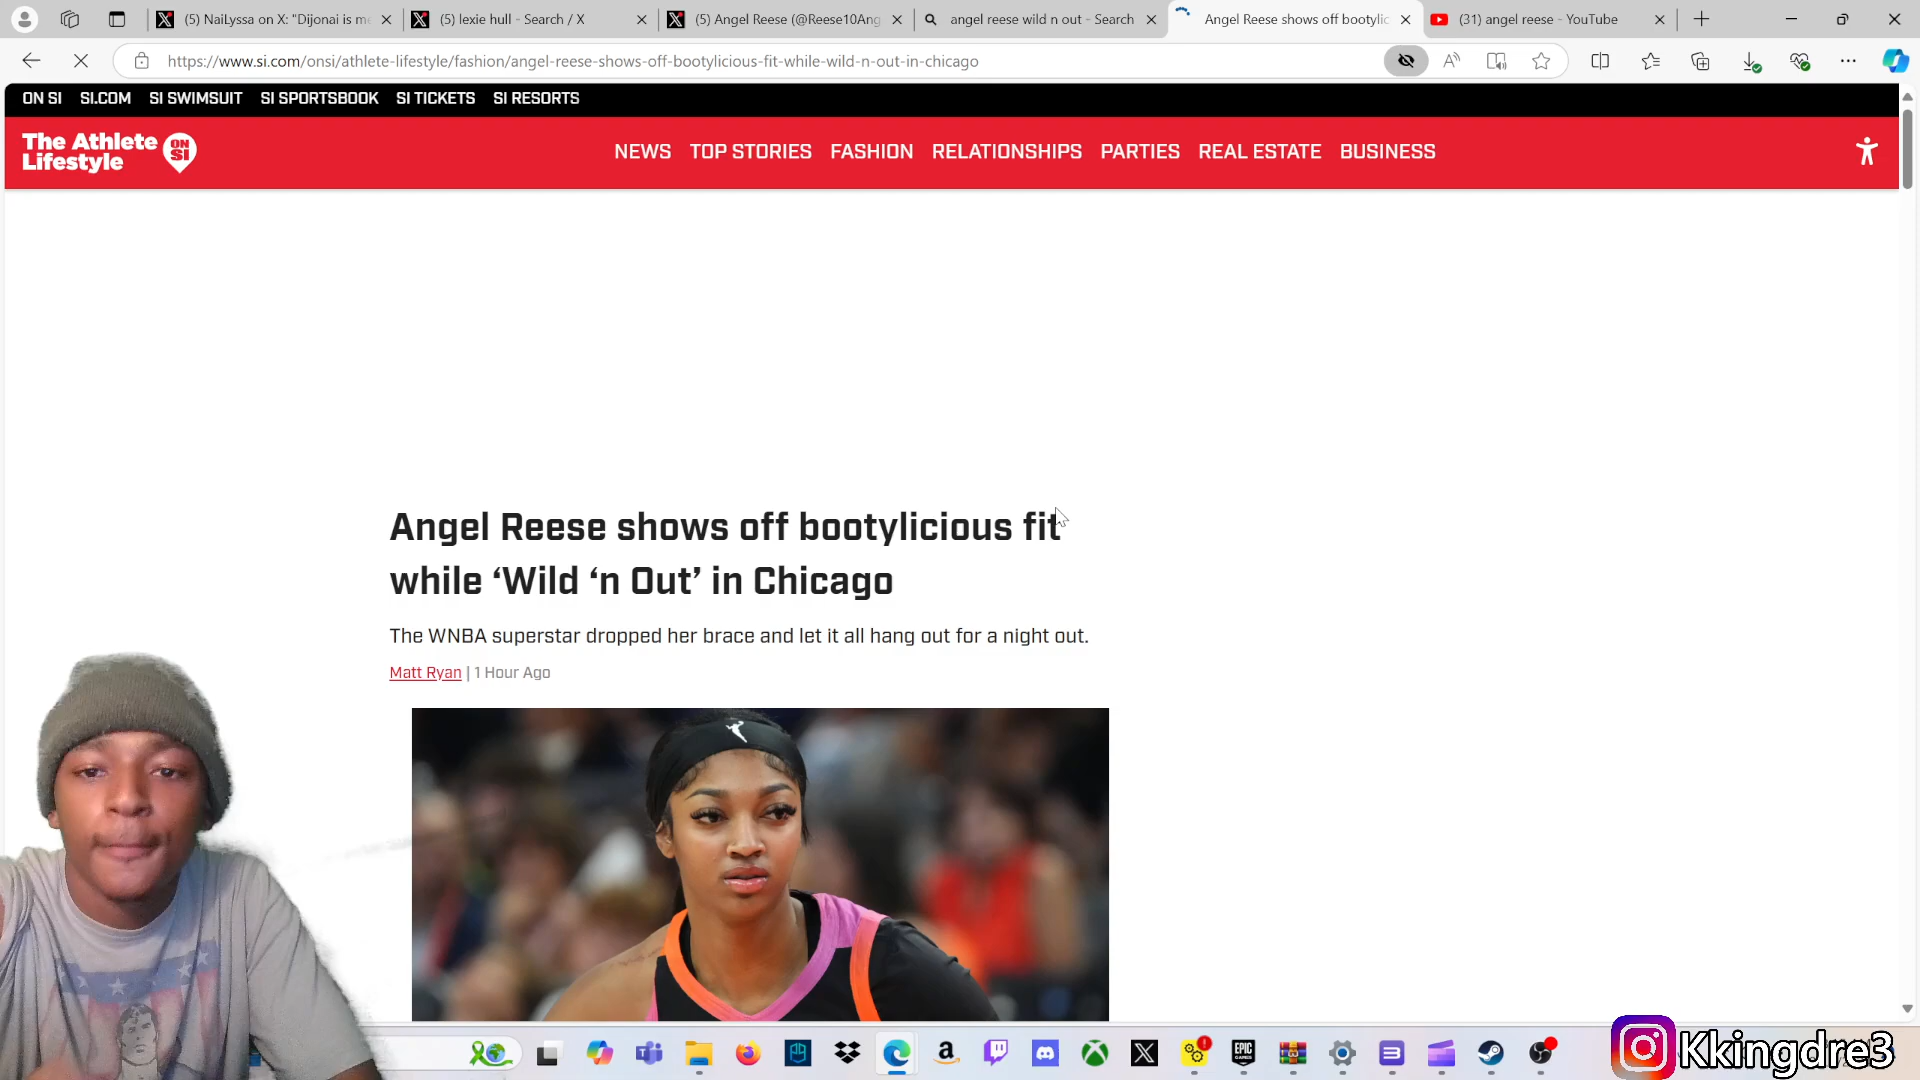 (5) NaiLyssa on X: "Dijonai is me
(5) lexie hull - Search / X
(5) Angel Reese (@Reese10Ang
angel reese wild n out - Search
Angel Reese shows off bootylic
(31) angel reese - YouTube
https://www.si.com/onsi/athlete-lifestyle/fashion/angel-reese-shows-off-bootylicious-fit-while-wild-n-out-in-chicago
ON SI SI.COM SI SWIMSUIT SI SPORTSBOOK SI TICKETS SI RESORTS
The Athlete
Lifestyle
ON
SI
NEWS TOP STORIES FASHION RELATIONSHIPS PARTIES REAL ESTATE BUSINESS
Angel Reese shows off bootylicious fit
while ‘Wild ‘n Out’ in Chicago
The WNBA superstar dropped her brace and let it all hang out for a night out.
Matt Ryan | 1 Hour Ago
Kkingdre3